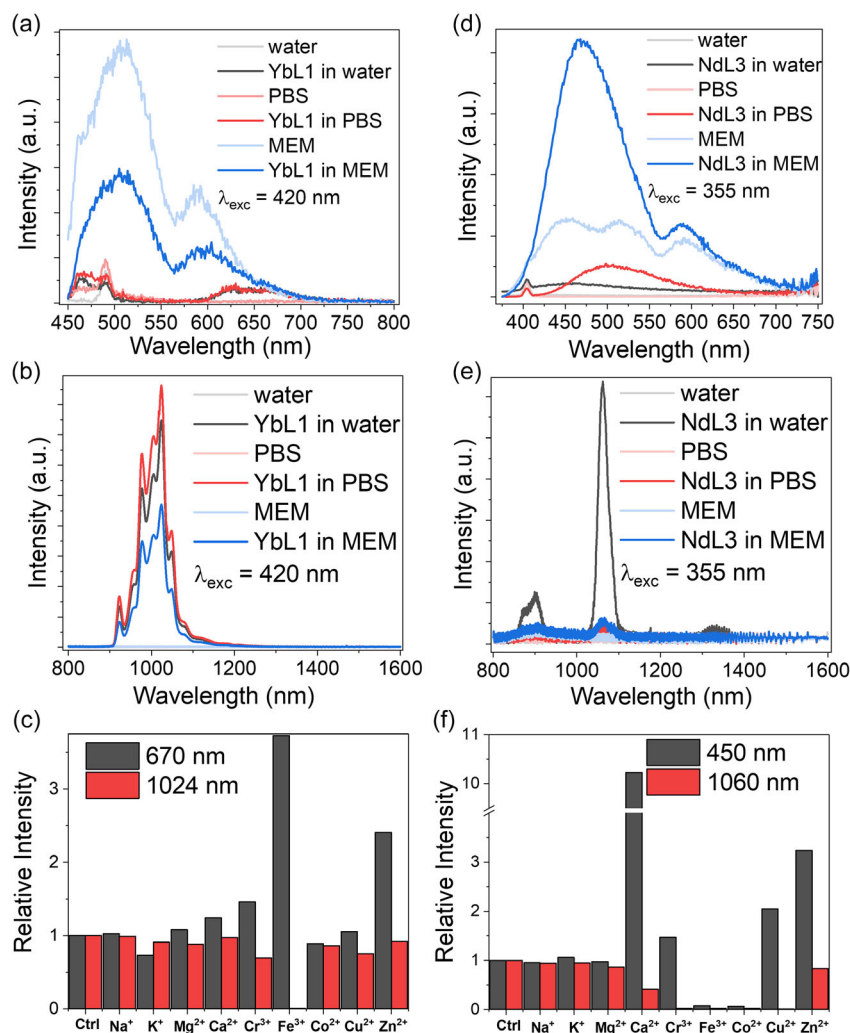 (a)
Intensity (a.u.)
water
YbL1 in water
PBS
YbL1 in PBS
MEM
YbL1 in MEM
λexc = 420 nm
450 500 600 700 800
Wavelength (nm)
(d)
Intensity (a.u.)
water
NdL3 in water
PBS
NdL3 in PBS
MEM
NdL3 in MEM
λexc = 355 nm
400 450 500 600 650 700 750
Wavelength (nm)
(b)
Intensity (a.u.)
water
YbL1 in water
PBS
YbL1 in PBS
MEM
YbL1 in MEM
λexc = 420 nm
800 1000 1200 1400 1600
Wavelength (nm)
(e)
Intensity (a.u.)
water
NdL3 in water
PBS
NdL3 in PBS
MEM
NdL3 in MEM
λexc = 355 nm
800 1000 1200 1400 1600
Wavelength (nm)
(c)
Relative Intensity
670 nm
1024 nm
3
2
1
0
Ctrl Na⁺ K⁺ Mg²⁺ Ca²⁺ Cr³⁺ Fe³⁺ Co²⁺ Cu²⁺ Zn²⁺
(f)
Relative Intensity
450 nm
1060 nm
11
10
3
2
1
0
Ctrl Na⁺ K⁺ Mg²⁺ Ca²⁺ Cr³⁺ Fe³⁺ Co²⁺ Cu²⁺ Zn²⁺